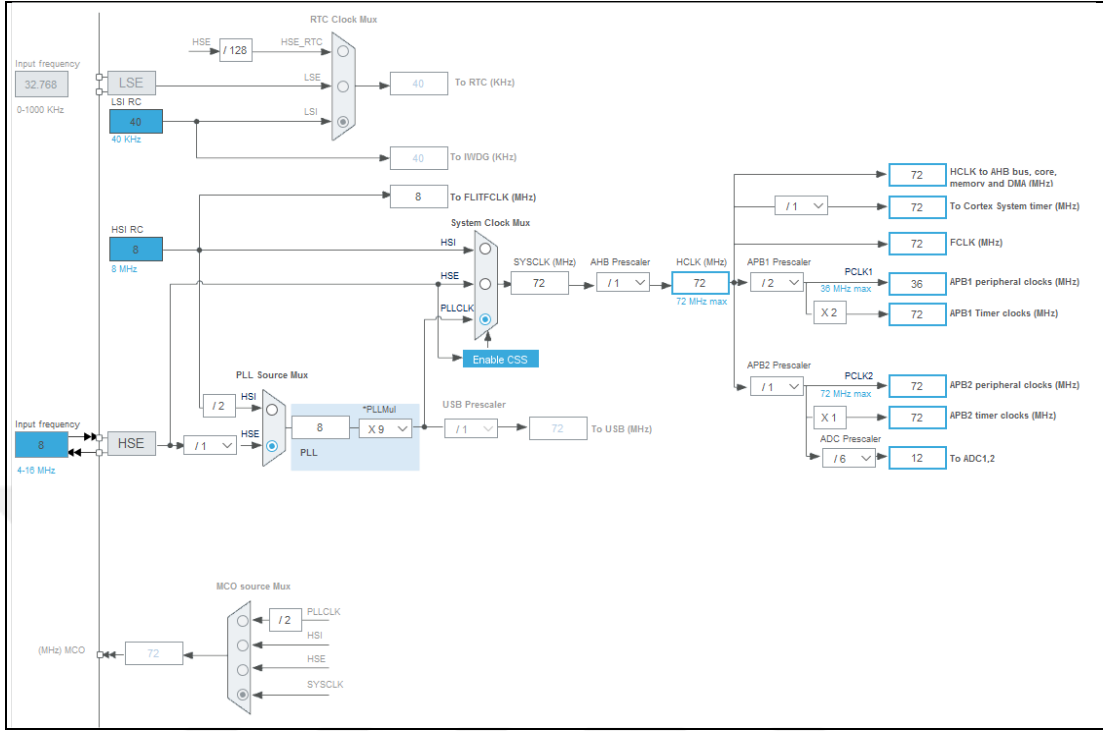 RTC Clock Mux
HSE
/ 128
HSE_RTC
Input frequency
32.768
0-1000 KHz
LSE
LSE
40
To RTC (KHz)
LSI RC
40
40 KHz
LSI
40
To IWDG (KHz)
8
To FLITFCLK (MHz)
HSI RC
8
8 MHz
System Clock Mux
HSI
HSE
PLLCLK
SYSCLK (MHz)
72
AHB Prescaler
/ 1
HCLK (MHz)
72
72 MHz max
Enable CSS
72
HCLK to AHB bus, core,
memory and DMA (MHz)
/ 1
72
To Cortex System timer (MHz)
72
FCLK (MHz)
APB1 Prescaler
/ 2
PCLK1
36 MHz max
36
APB1 peripheral clocks (MHz)
X 2
72
APB1 Timer clocks (MHz)
APB2 Prescaler
/ 1
PCLK2
72 MHz max
72
APB2 peripheral clocks (MHz)
X 1
72
APB2 timer clocks (MHz)
ADC Prescaler
/ 6
12
To ADC1,2
PLL Source Mux
/ 2
HSI
Input frequency
8
4-16 MHz
HSE
/ 1
HSE
8
*PLLMul
X 9
PLL
USB Prescaler
/ 1
72
To USB (MHz)
MCO source Mux
(MHz) MCO
72
/ 2
PLLCLK
HSI
HSE
SYSCLK